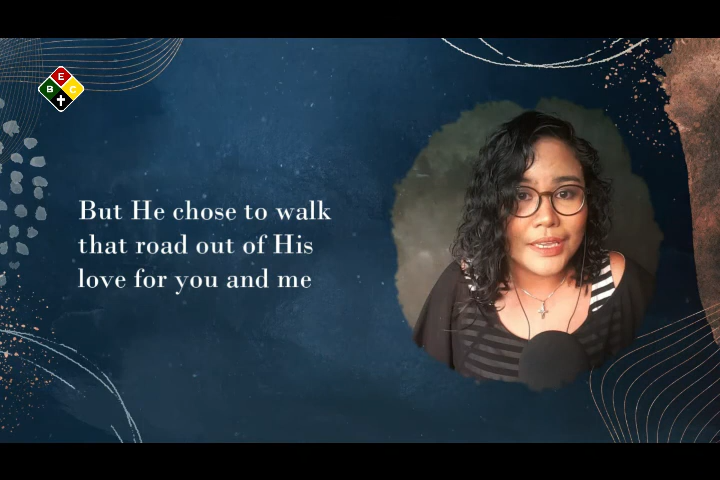 E
B C
But He chose to walk
that road out of His
love for you and me